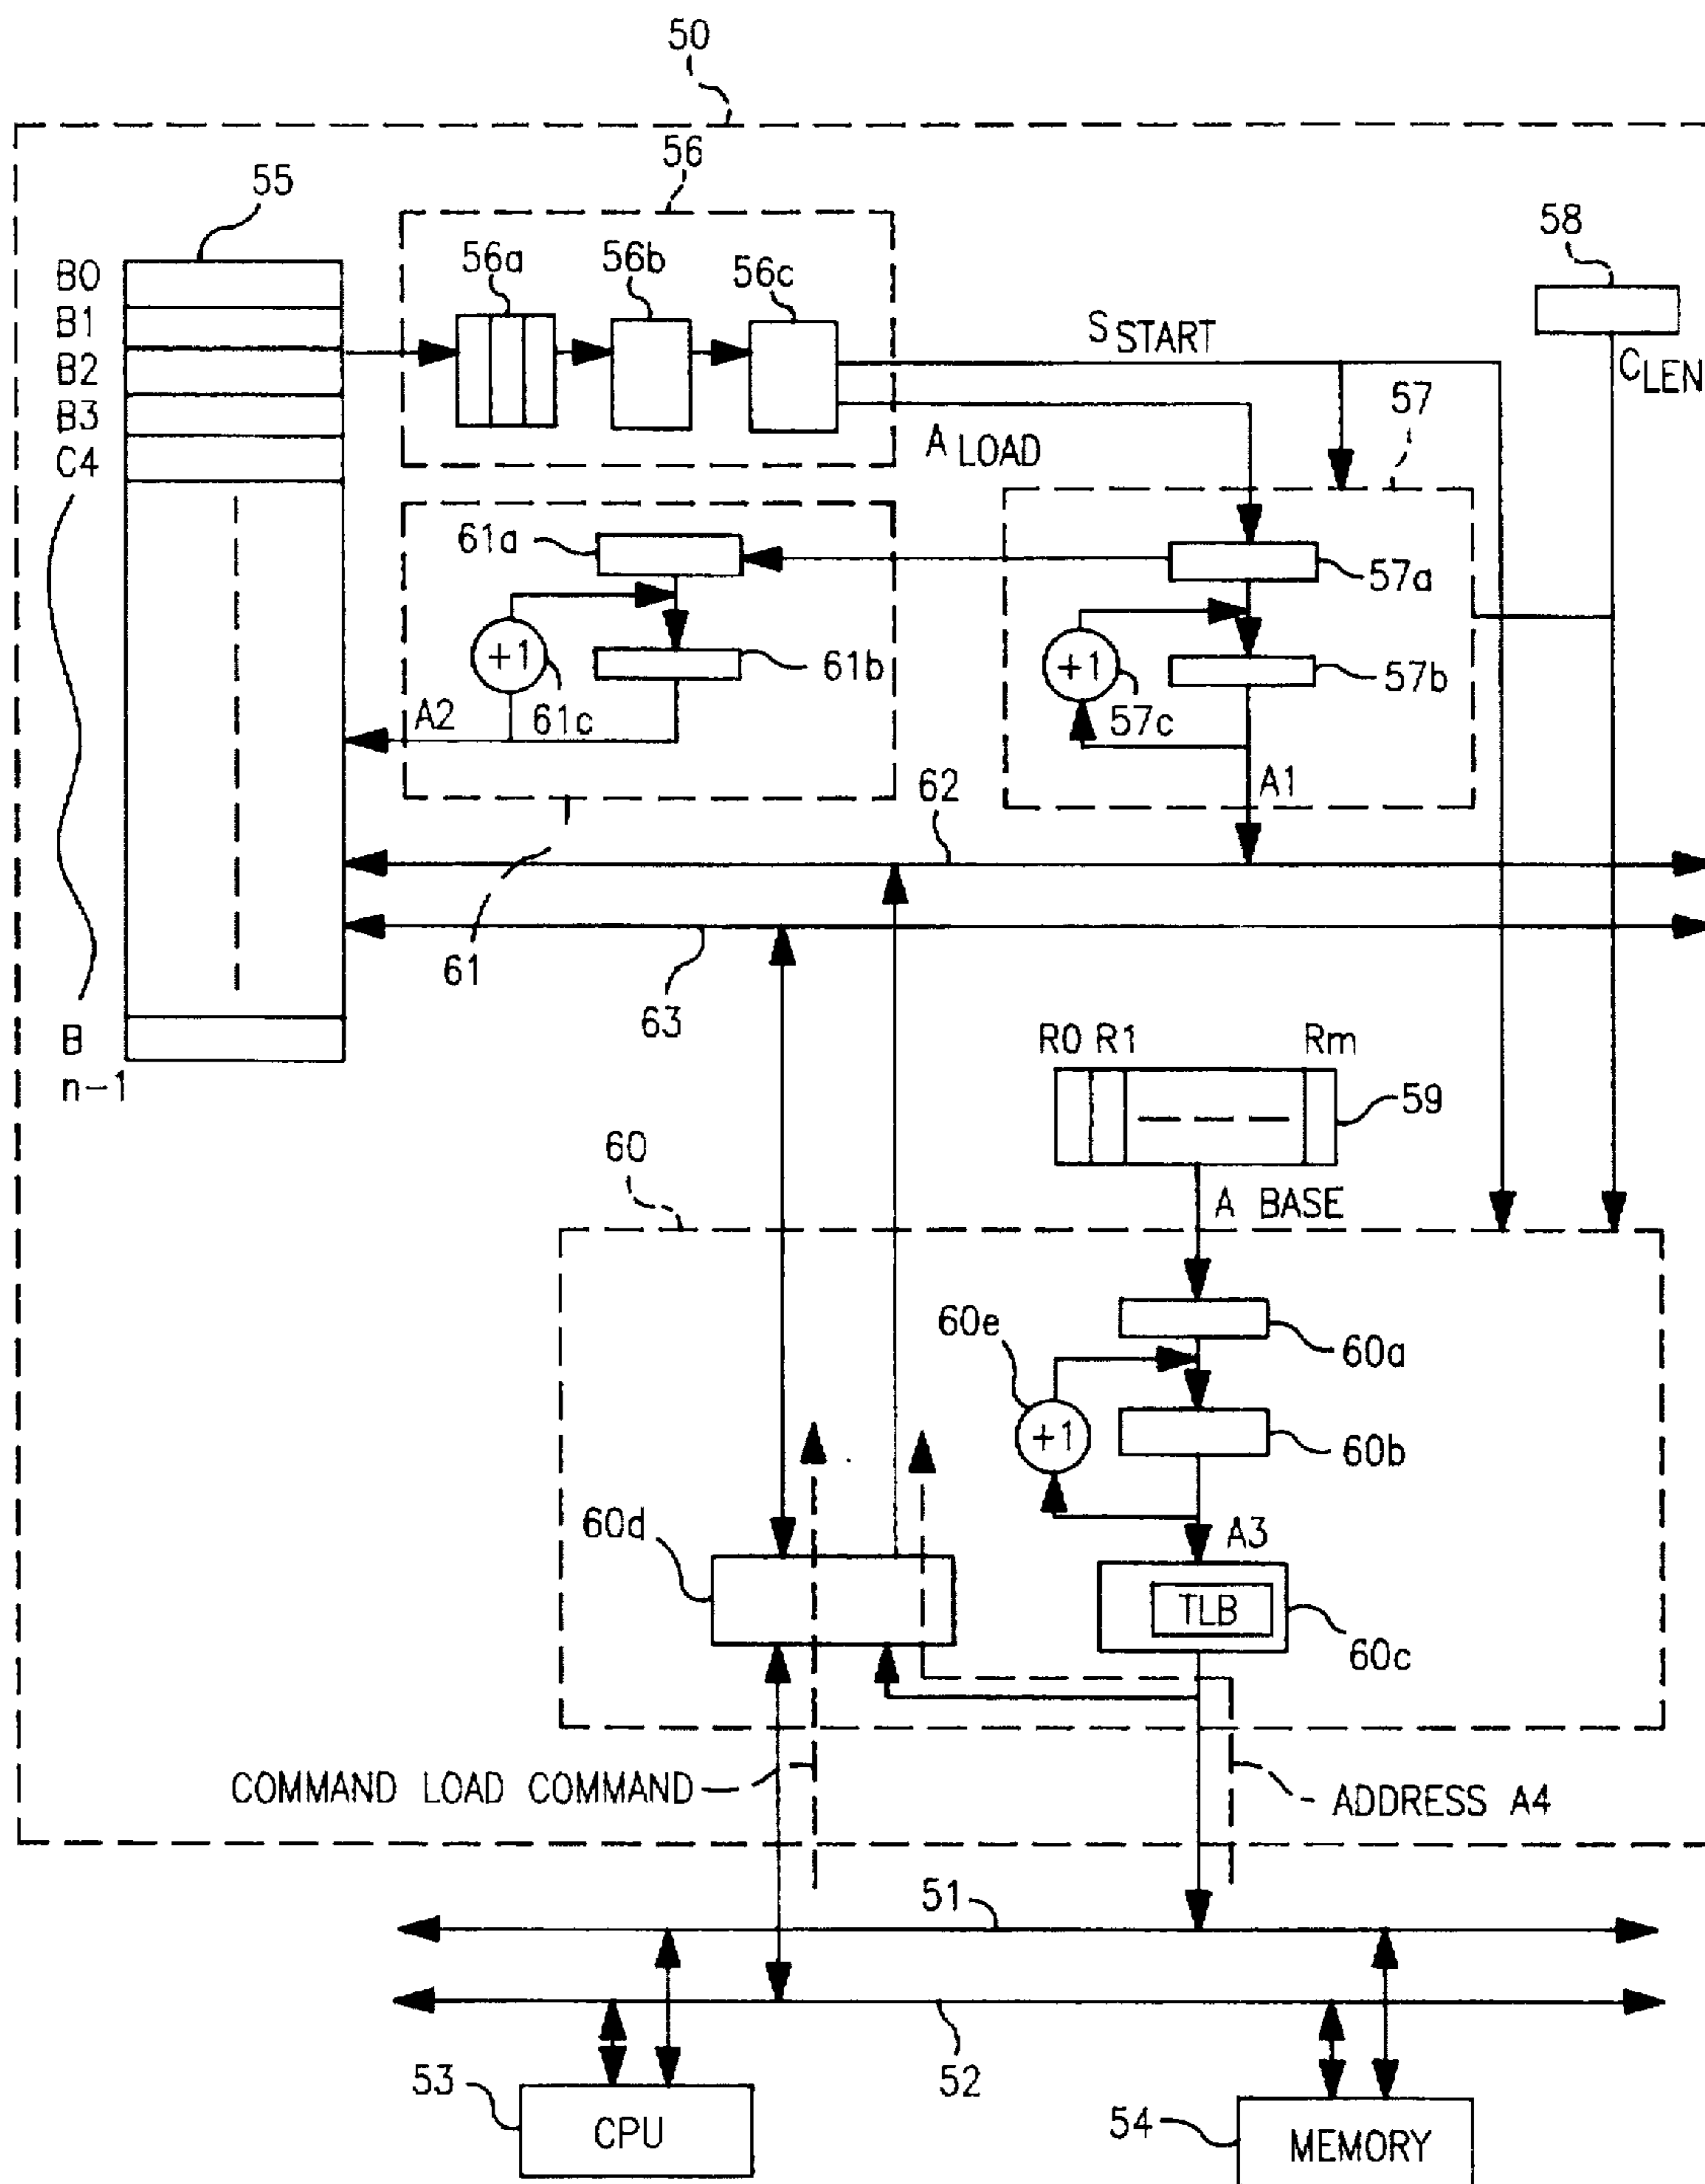 50
56
55
58
B0
B1
B2
B3
C4
56a
56b
56c
S START
C LEN
A LOAD
57
61a
57a
+1
61b
61c
A2
+1
57b
57c
A1
62
61
63
B
n-1
R0 R1 Rm
59
A BASE
60
60e
60a
+1
60b
60d
A3
TLB
60c
COMMAND LOAD COMMAND
ADDRESS A4
51
52
53
CPU
54
MEMORY